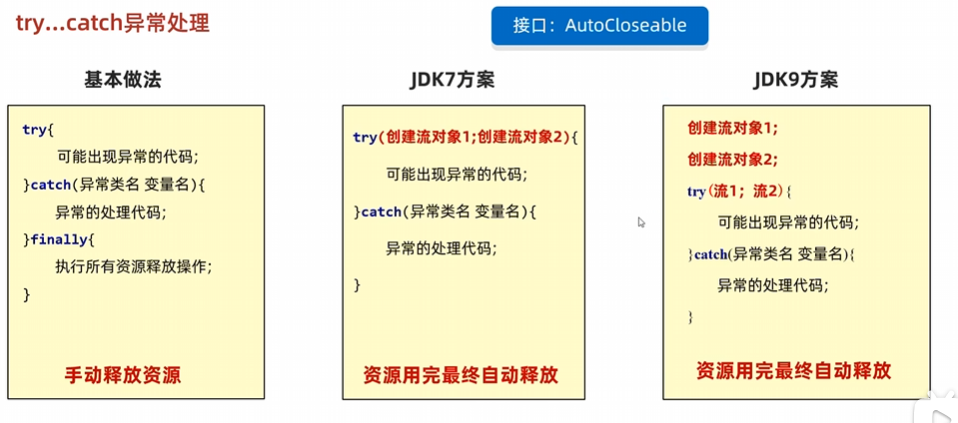 try...catch异常处理
接口：AutoCloseable
基本做法
try{
可能出现异常的代码;
}catch(异常类名 变量名){
异常的处理代码;
}finally{
执行所有资源释放操作;
}
手动释放资源
JDK7方案
try(创建流对象1;创建流对象2){
可能出现异常的代码;
}catch(异常类名 变量名){
异常的处理代码;
}
资源用完最终自动释放
JDK9方案
创建流对象1;
创建流对象2;
try(流1；流2){
可能出现异常的代码;
}catch(异常类名 变量名){
异常的处理代码;
}
资源用完最终自动释放